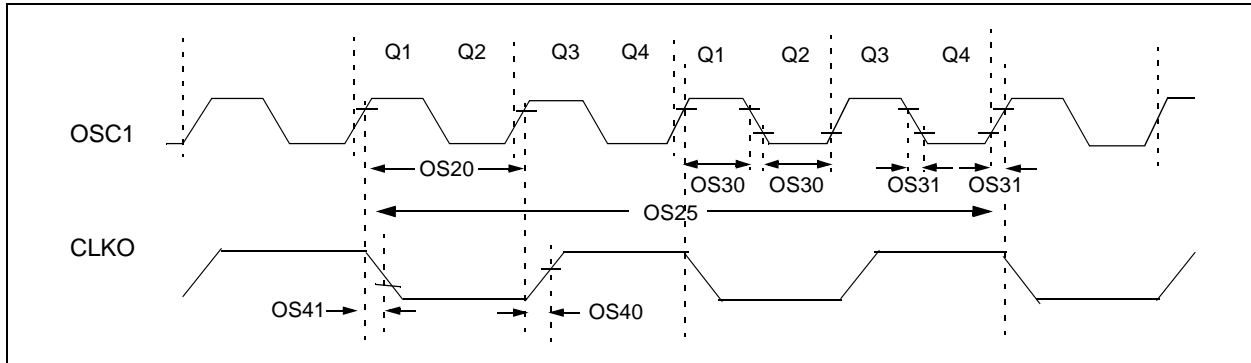 Q1 Q2 Q3 Q4 Q1 Q2 Q3 Q4
OSC1
OS20
OS30 OS30 OS31 OS31
OS25
CLKO
OS41 OS40